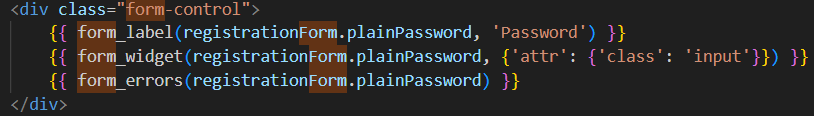 <div class="form-control">
{{ form_label(registrationForm.plainPassword, 'Password') }}
{{ form_widget(registrationForm.plainPassword, {'attr': {'class': 'input'}}) }}
{{ form_errors(registrationForm.plainPassword) }}
</div>